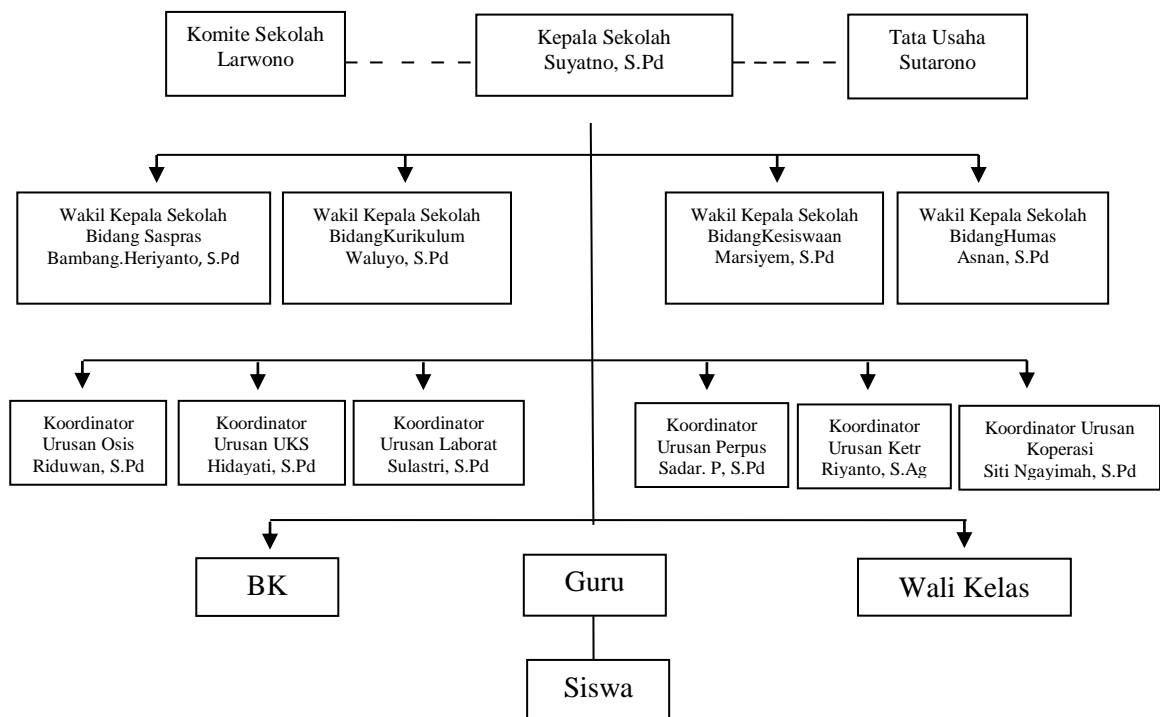 Komite Sekolah
Larwono
Kepala Sekolah
Suyatno, S.Pd
Tata Usaha
Sutarono
Wakil Kepala Sekolah
Bidang Saspras
Bambang.Heriyanto, S.Pd
Wakil Kepala Sekolah
BidangKurikulum
Waluyo, S.Pd
Wakil Kepala Sekolah
BidangKesiswaan
Marsiyem, S.Pd
Wakil Kepala Sekolah
BidangHumas
Asnan, S.Pd
Koordinator
Urusan Osis
Riduwan, S.Pd
Koordinator
Urusan UKS
Hidayati, S.Pd
Koordinator
Urusan Laborat
Sulastri, S.Pd
Koordinator
Urusan Perpus
Sadar. P, S.Pd
Koordinator
Urusan Ketr
Riyanto, S.Ag
Koordinator Urusan
Koperasi
Siti Ngayimah, S.Pd
BK
Guru
Wali Kelas
Siswa